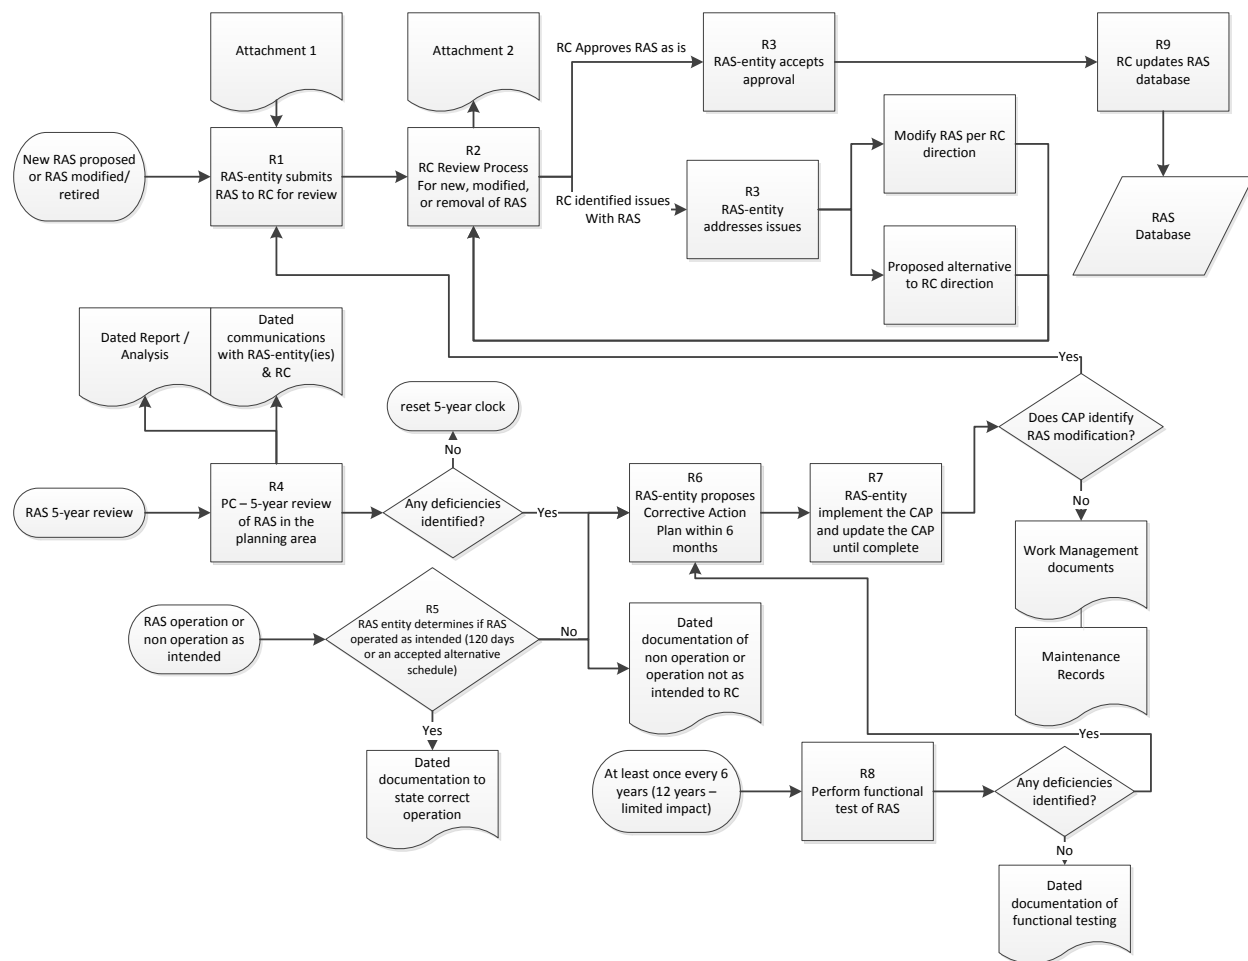 Attachment 1
Attachment 2
RC Approves RAS as is
R3
RAS-entity accepts
approval
R9
RC updates RAS
database
New RAS proposed
or RAS modified/
retired
R1
RAS-entity submits
RAS to RC for review
R2
RC Review Process
For new, modified,
or removal of RAS
RC identified issues
With RAS
R3
RAS-entity
addresses issues
Modify RAS per RC
direction
Proposed alternative
to RC direction
RAS
Database
Dated Report /
Analysis
Dated
communications
with RAS-entity(ies)
& RC
reset 5-year clock
No
Yes
Does CAP identify
RAS modification?
No
RAS 5-year review
R4
PC – 5-year review
of RAS in the
planning area
Any deficiencies
identified?
Yes
R6
RAS-entity proposes
Corrective Action
Plan within 6
months
R7
RAS-entity
implement the CAP
and update the CAP
until complete
Work Management
documents
Maintenance
Records
RAS operation or
non operation as
intended
R5
RAS entity determines if RAS
operated as intended (120 days
or an accepted alternative
schedule)
No
Yes
Dated
documentation of
non operation or
operation not as
intended to RC
Dated
documentation to
state correct
operation
At least once every 6
years (12 years –
limited impact)
R8
Perform functional
test of RAS
Any deficiencies
identified?
Yes
No
Dated
documentation of
functional testing